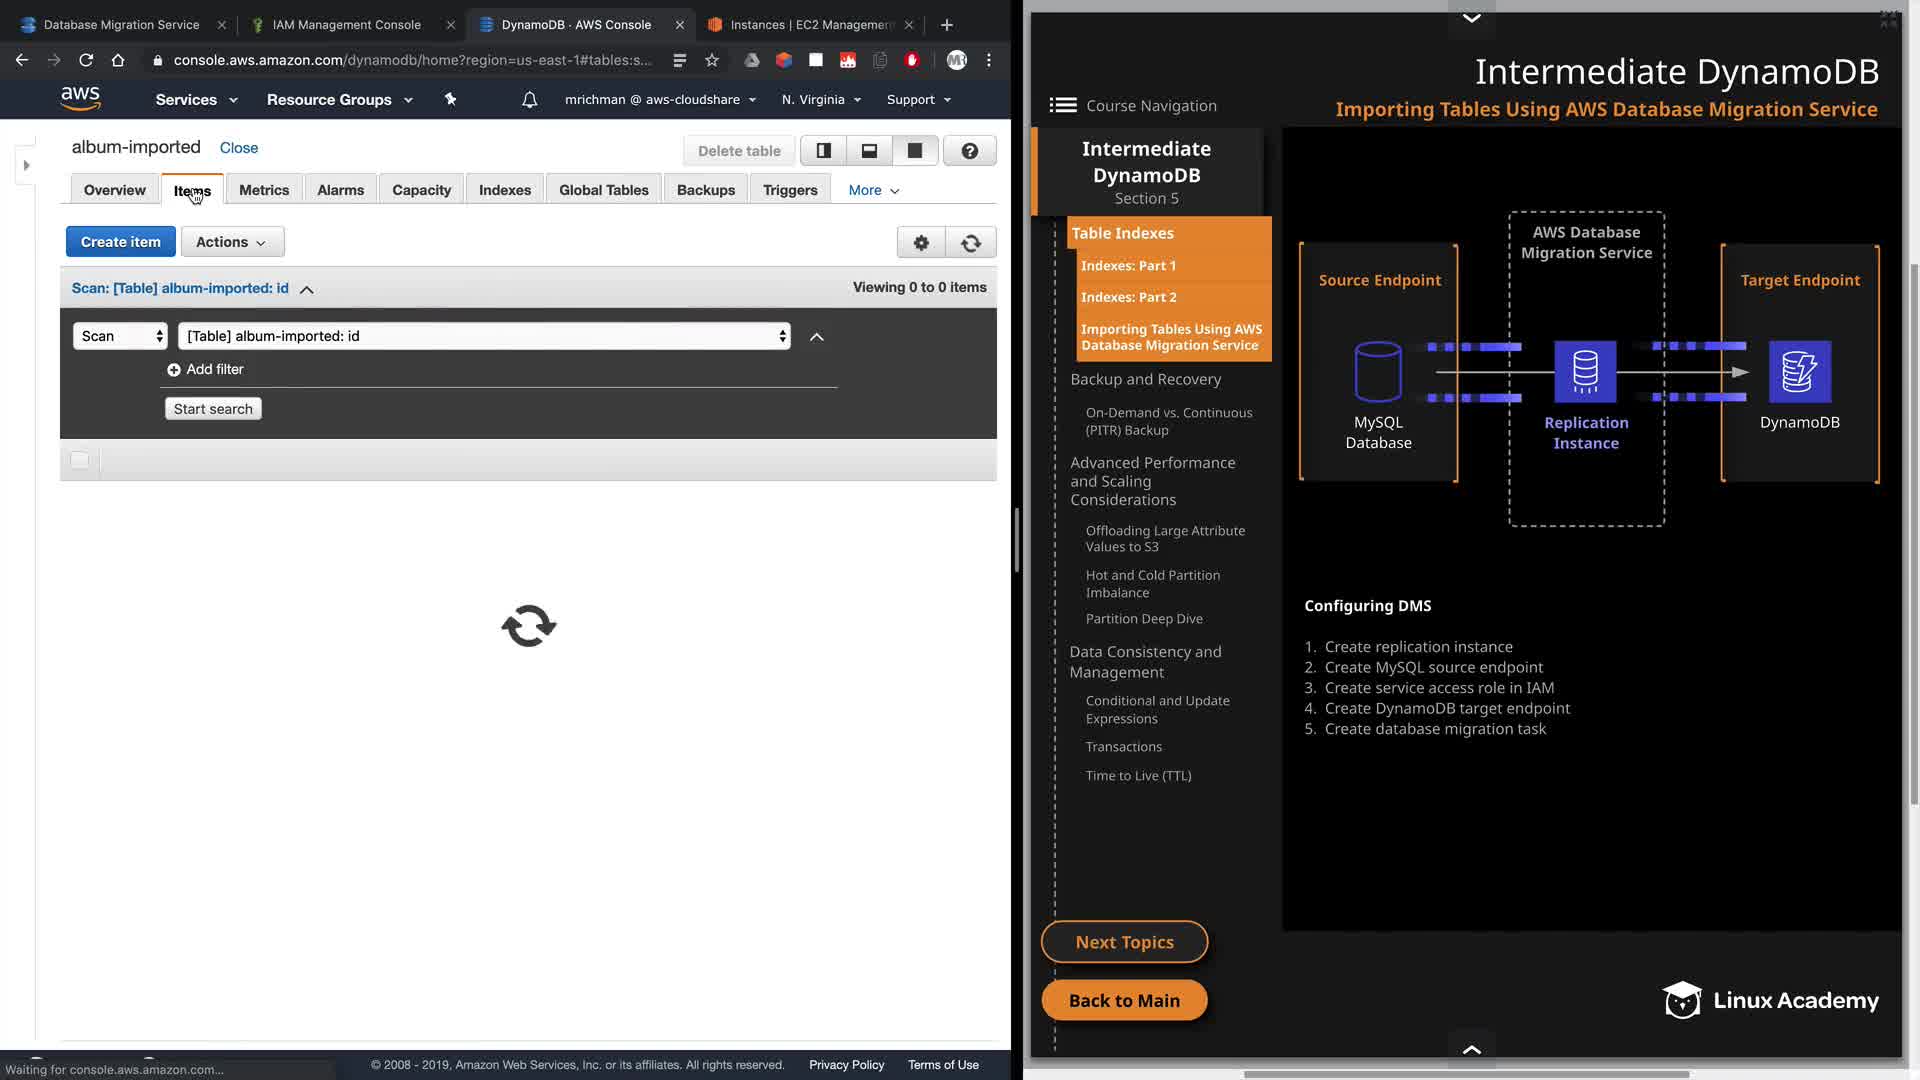 Database Migration Service
IAM Management Console
DynamoDB · AWS Console
Instances | EC2 Managemen
console.aws.amazon.com/dynamodb/home?region=us-east-1#tables:s...
aws
Services
Resource Groups
mrichman @ aws-cloudshare
N. Virginia
Support
album-imported
Close
Delete table
Overview
Items
Metrics
Alarms
Capacity
Indexes
Global Tables
Backups
Triggers
More
Create item
Actions
Scan: [Table] album-imported: id
Viewing 0 to 0 items
Scan
[Table] album-imported: id
Add filter
Start search
Waiting for console.aws.amazon.com...
© 2008 - 2019, Amazon Web Services, Inc. or its affiliates. All rights reserved.
Privacy Policy
Terms of Use
Intermediate DynamoDB
Importing Tables Using AWS Database Migration Service
Course Navigation
Intermediate
DynamoDB
Section 5
Table Indexes
Indexes: Part 1
Indexes: Part 2
Importing Tables Using AWS
Database Migration Service
Backup and Recovery
On-Demand vs. Continuous
(PITR) Backup
Advanced Performance
and Scaling
Considerations
Offloading Large Attribute
Values to S3
Hot and Cold Partition
Imbalance
Partition Deep Dive
Data Consistency and
Management
Conditional and Update
Expressions
Transactions
Time to Live (TTL)
Next Topics
Back to Main
Source Endpoint
MySQL
Database
AWS Database
Migration Service
Replication
Instance
Target Endpoint
DynamoDB
Configuring DMS
1. Create replication instance
2. Create MySQL source endpoint
3. Create service access role in IAM
4. Create DynamoDB target endpoint
5. Create database migration task
Linux Academy